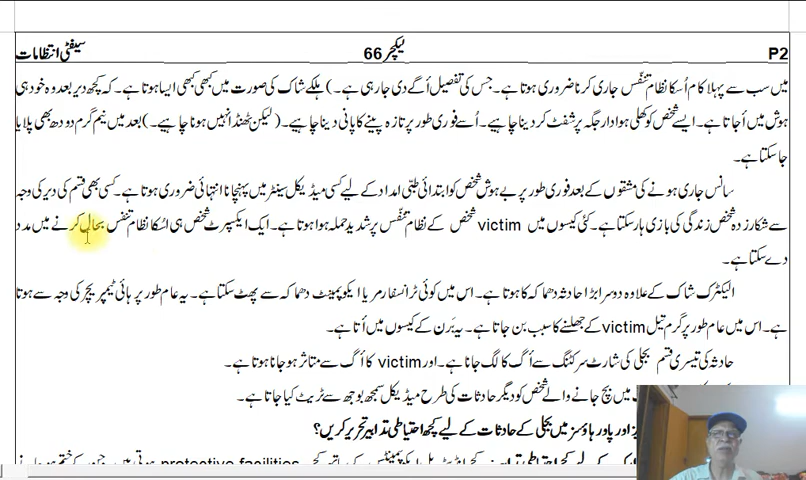 سیفٹی انتظامات لیکچر 66 P2
میں سب سے پہلا کام اُسکا نظام تنفّس جاری کرنا ضروری ہوتا ہے۔ جس کی تفصیل آگے دی جا رہی ہے۔) ہلکے شاک کی صورت میں کبھی کبھی ایسا ہوتا ہے۔ کہ کچھ دیر بعد وہ خود ہی
ہوش میں آ جاتا ہے۔ ایسے شخص کو کھلی ہوادار جگہ پر شفٹ کر دینا چاہیے۔ اُسے فوری طور پر تازہ پینے کا پانی دینا چاہیے۔ (لیکن ٹھنڈا نہیں ہونا چاہیے۔) بعد میں نیم گرم دودھ بھی پلایا
جا سکتا ہے۔
سانس جاری ہونے کی مشقوں کے بعد فوری طور پر بے ہوش شخص کو ابتدائی طبّی امداد کے لیے کسی میڈیکل سینٹر میں پہنچانا انتہائی ضروری ہوتا ہے۔ کسی بھی قسم کی دیر کی وجہ
سے شکار زدہ شخص زندگی کی بازی ہار سکتا ہے۔ کئی کیسوں میں victim شخص کے نظام تنفّس پر شدید حملہ ہوا ہوتا ہے۔ ایک ایکسپرٹ شخص ہی اُسکا نظام تنفس بحال کرنے میں مدد
دے سکتا ہے۔
الیکٹرک شاک کے علاوہ دوسرا بڑا حادثہ دھماکہ کا ہوتا ہے۔ اس میں کوئی ٹرانسفارمر یا ایکوپمینٹ دھماکہ سے پھٹ سکتا ہے۔ یہ عام طور پر ہائی ٹیمپریچر کی وجہ سے ہوتا
ہے۔ اس میں عام طور پر گرم تیل victim کے جھلسنے کا سبب بن جاتا ہے۔ یہ بَرن کے کیسوں میں آتا ہے۔
حادثہ کی تیسری قسم بجلی کی شارٹ سرکٹنگ سے آگ کا لگ جانا ہے۔ اور victim کا آگ سے متاثر ہو جانا ہوتا ہے۔
میں بچ جانے والے شخص کو دیگر حادثات کی طرح میڈیکل سمجھ بوجھ سے ٹریٹ کیا جاتا ہے۔
اور پاور ہاؤسز میں بجلی کے حادثات کے لیے کچھ احتیاطی تدابیر تحریر کریں؟
protective facilities